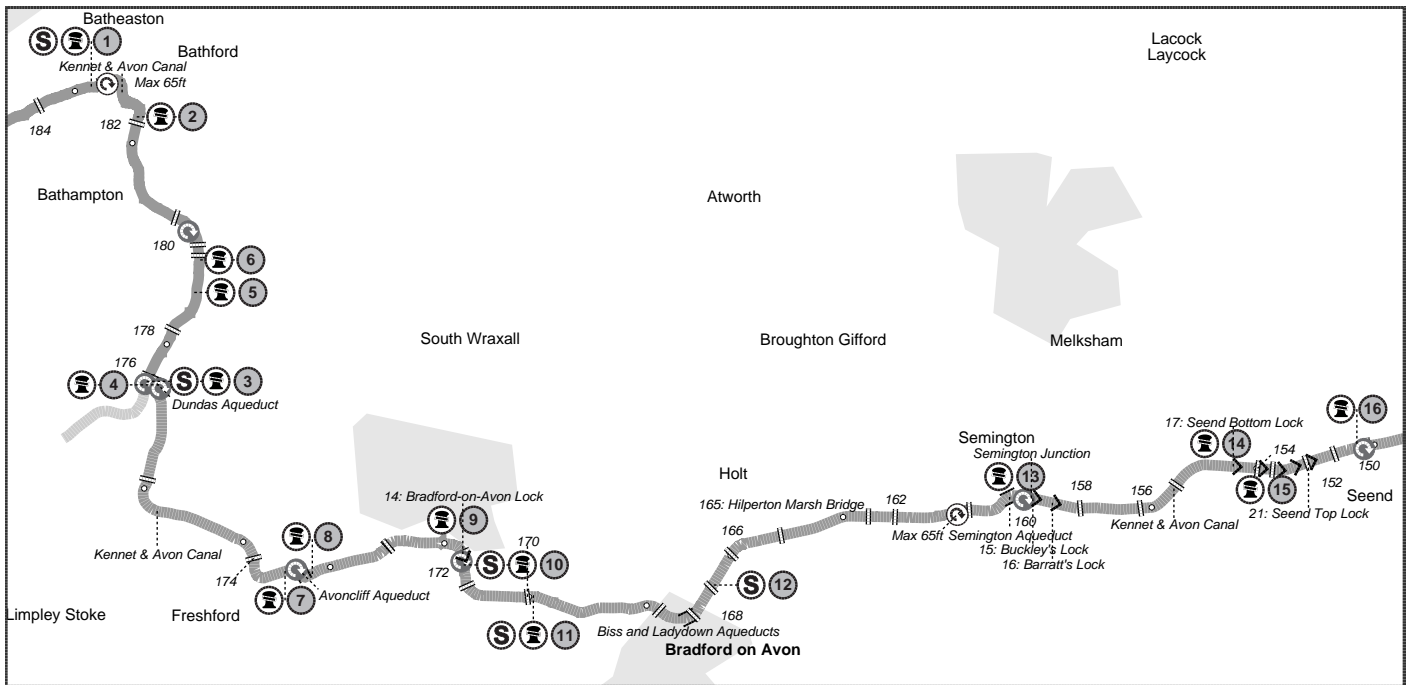 Batheaston
S 1
Bathford
Kennet & Avon Canal
Max 65ft
184
182
2
Lacock
Laycock
Bathampton
Atworth
180
6
5
178
South Wraxall
Broughton Gifford
Melksham
176
4
S 3
Dundas Aqueduct
16
17: Seend Bottom Lock
14
154
15
152
150
Seend
21: Seend Top Lock
Semington
Semington Junction
13
158
156
Kennet & Avon Canal
Holt
165: Hilperton Marsh Bridge
162
160
Max 65ft Semington Aqueduct
15: Buckley's Lock
16: Barratt's Lock
14: Bradford-on-Avon Lock
9
8
166
Kennet & Avon Canal
170
172
S 10
174
S 12
Avoncliff Aqueduct
7
168
Limpley Stoke
Freshford
S 11
Biss and Ladydown Aqueducts
Bradford on Avon